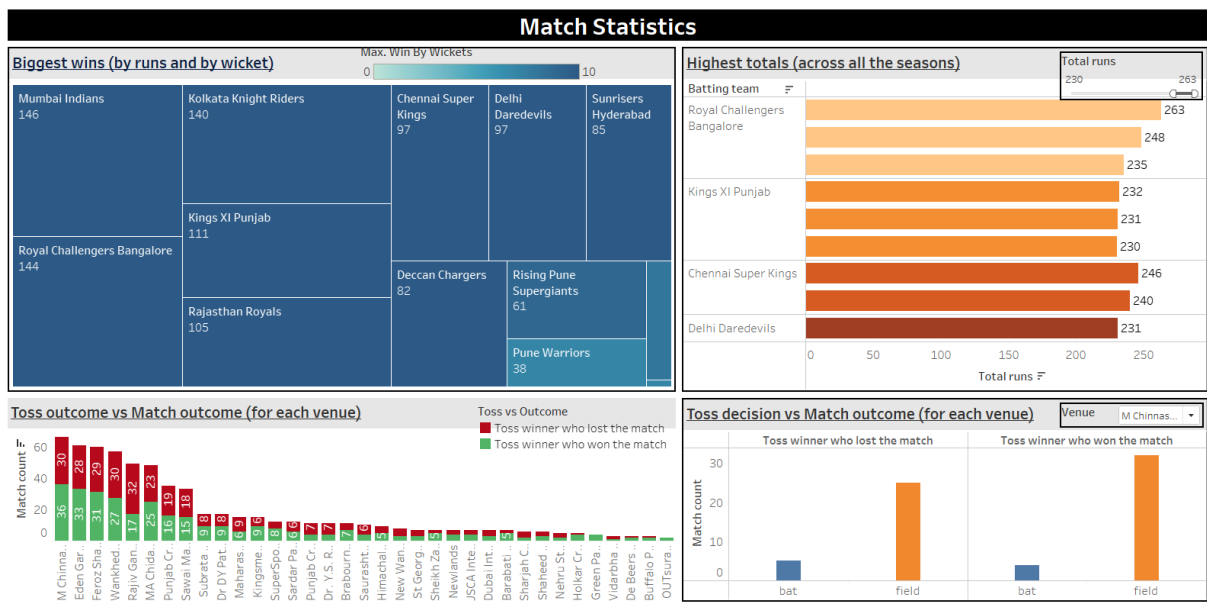 Match Statistics
Biggest wins (by runs and by wicket)
Max. Win By Wickets
0
10
Mumbai Indians
146
Kolkata Knight Riders
140
Chennai Super
Kings
97
Delhi
Daredevils
97
Sunrisers
Hyderabad
85
Kings XI Punjab
111
Royal Challengers Bangalore
144
Deccan Chargers
82
Rising Pune
Supergiants
61
Rajasthan Royals
105
Pune Warriors
38
Highest totals (across all the seasons)
Total runs
230
263
Batting team
Royal Challengers
Bangalore
263
248
235
Kings XI Punjab
232
231
230
Chennai Super Kings
246
240
Delhi Daredevils
231
0 50 100 150 200 250
Total runs
Toss outcome vs Match outcome (for each venue)
Toss vs Outcome
Toss winner who lost the match
Toss winner who won the match
Match count
60
40
20
0
30 28 29 30 32 23 19 18 8 8 9 6 6 7 7 6
36 33 31 27 17 25 16 15 9 9 6 9 8 7 5 5 5
M Chinna..
Eden Gar..
Feroz Sha..
Wankhed..
Rajiv Gan..
MA Chida..
Punjab Cr..
Sawai Ma..
Subrata ..
Dr DY Pat..
Maharas..
Kingsme..
SuperSpo..
Sardar Pa..
Punjab Cr..
Dr. Y.S. R..
Brabourn..
Saurasht..
Himachal..
New Wan..
St Georg..
Sheikh Za..
Newlands
JSCA Inte..
Dubai Int..
Barabati ..
Sharjah C..
Shaheed ..
Nehru St..
Holkar Cr..
Green Pa..
Vidarbha ..
De Beers ..
Buffalo P..
OUTsura..
Toss decision vs Match outcome (for each venue)
Venue
M Chinnas...
Toss winner who lost the match
Toss winner who won the match
Match count
30
20
10
0
bat field bat field